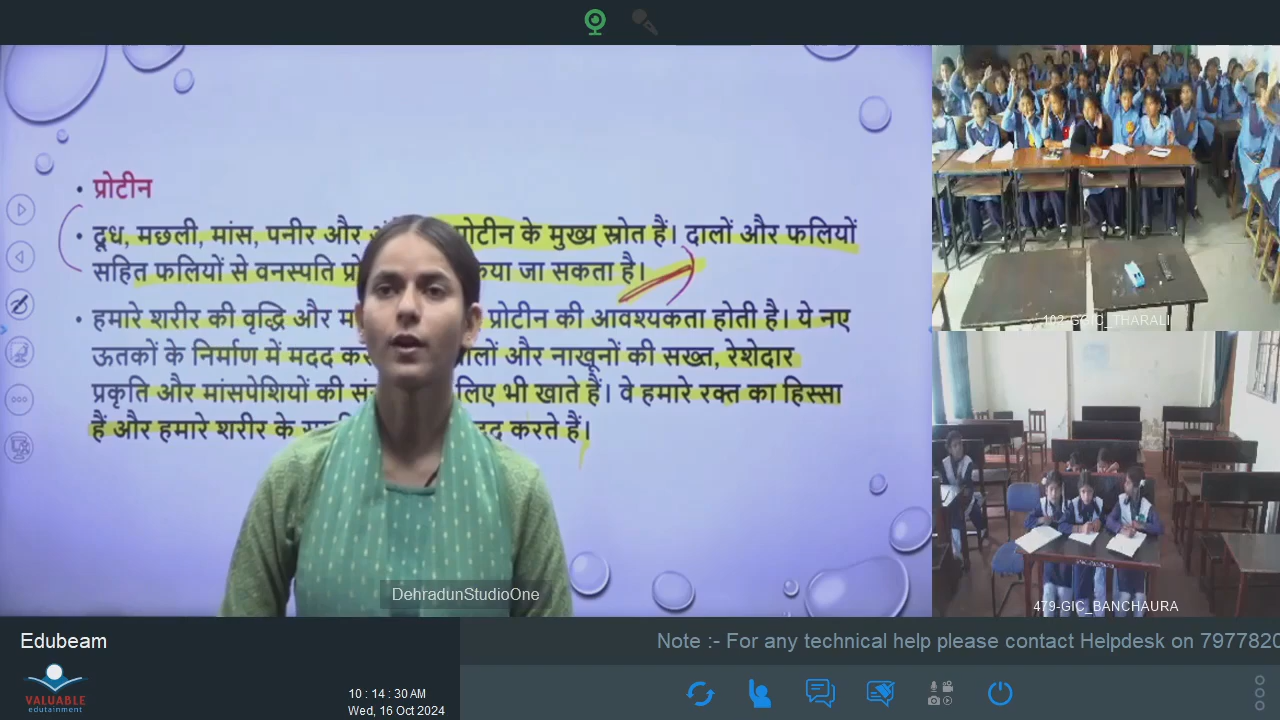 • प्रोटीन
• दूध, मछली, मांस, पनीर और प्रोटीन के मुख्य स्रोत हैं। दालों और फलियों
सहित फलियों से वनस्पति किया जा सकता है।
• हमारे शरीर की वृद्धि और प्रोटीन की आवश्यकता होती है। ये नए
ऊतकों के निर्माण में मदद और नाखूनों की सख्त, रेशेदार
प्रकृति और मांसपेशियों की लिए भी खाते हैं। वे हमारे रक्त का हिस्सा
हैं और हमारे शरीर के करते हैं।
DehradunStudioOne
479-GIC_BANCHAURA
Edubeam
Note :- For any technical help please contact Helpdesk on 7977820
VALUABLE
edutainment
10 : 14 : 30 AM
Wed, 16 Oct 2024